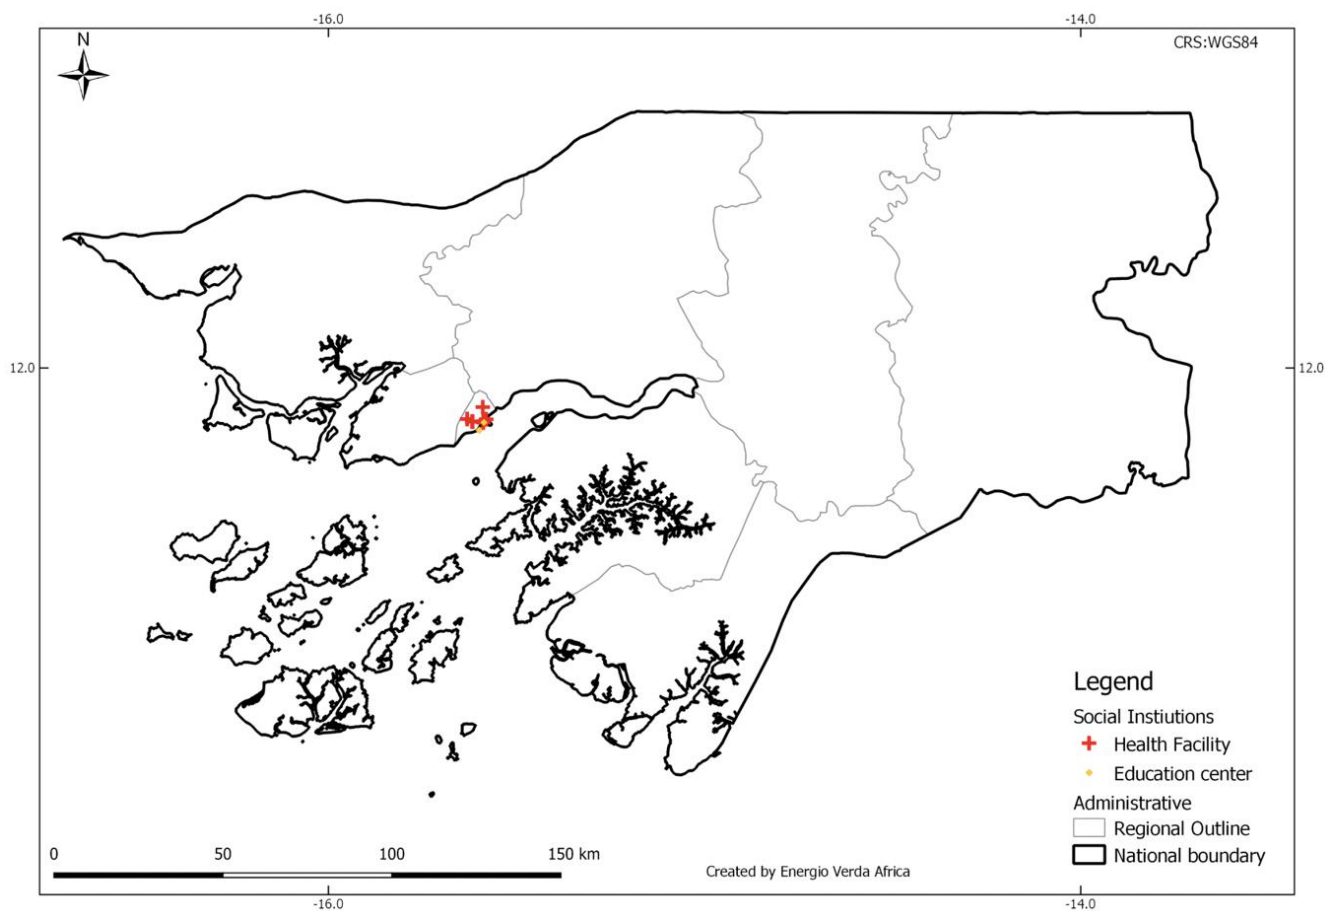 -16.0
-14.0
CRS:WGS84
N
12.0
12.0
Legend
Social Instiutions
Health Facility
Education center
Administrative
Regional Outline
National boundary
0 50 100 150 km
Created by Energio Verda Africa
-16.0
-14.0